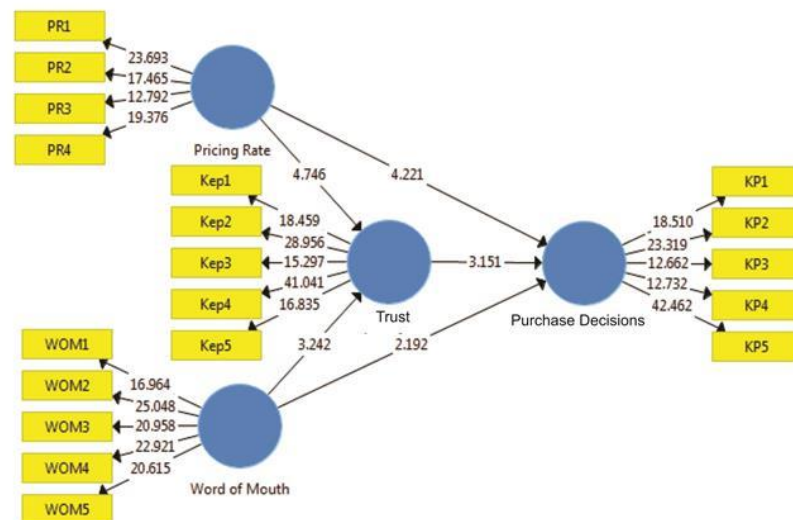 PR1
PR2
PR3
PR4
23.693
17.465
12.792
19.376
Pricing Rate
4.746
4.221
Kep1
Kep2
Kep3
Kep4
Kep5
18.459
28.956
15.297
41.041
16.835
Trust
3.151
Purchase Decisions
KP1
KP2
KP3
KP4
KP5
18.510
23.319
12.662
12.732
42.462
3.242
2.192
WOM1
WOM2
WOM3
WOM4
WOM5
16.964
25.048
20.958
22.921
20.615
Word of Mouth